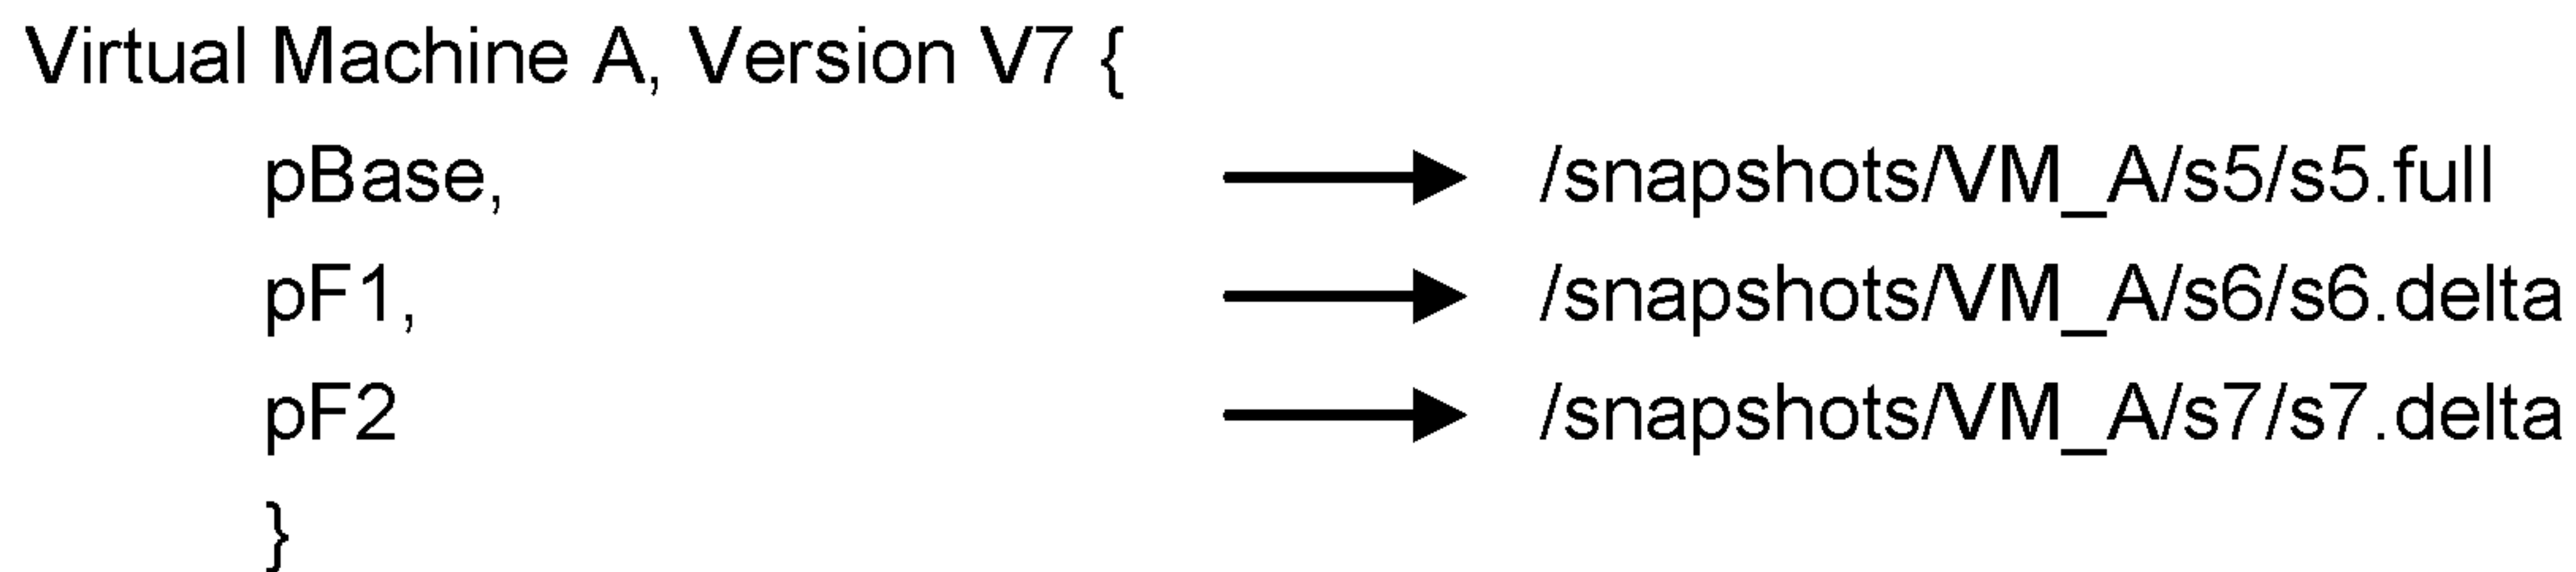 Virtual Machine A, Version V7 {
pBase, /snapshots/VM_A/s5/s5.full
pF1, /snapshots/VM_A/s6/s6.delta
pF2 /snapshots/VM_A/s7/s7.delta
}